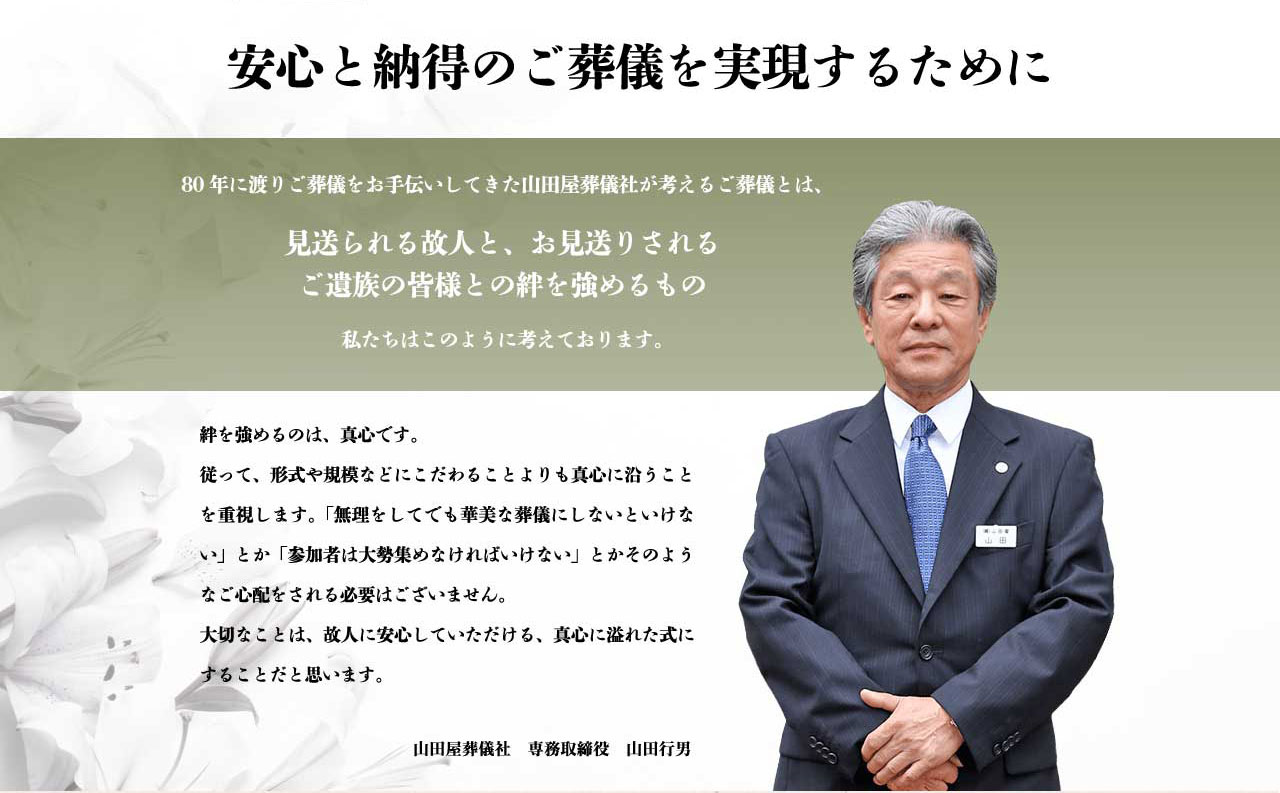 安心と納得のご葬儀を実現するために
80年に渡りご葬儀をお手伝いしてきた山田屋葬儀社が考えるご葬儀とは、
見送られる故人と、お見送りされる
ご遺族の皆様との絆を強めるもの
私たちはこのように考えております。
絆を強めるのは、真心です。
従って、形式や規模などにこだわることよりも真心に沿うこと
を重視します。「無理をしてでも華美な葬儀にしないといけな
い」とか「参加者は大勢集めなければいけない」とかそのよう
なご心配をされる必要はございません。
大切なことは、故人に安心していただける、真心に溢れた式に
することだと思います。
山田屋葬儀社　専務取締役　山田行男
山田